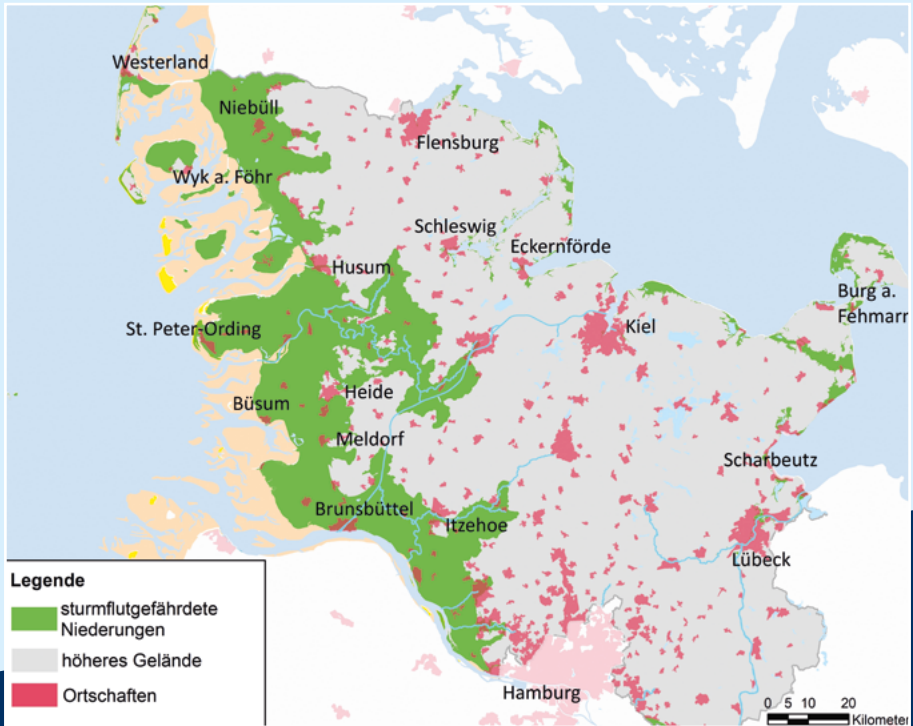 Westerland
Niebüll
Flensburg
Wyk a. Föhr
Schleswig
Eckernförde
Husum
Burg a.
Fehmarn
St. Peter-Ording
Kiel
Heide
Büsum
Meldorf
Scharbeutz
Brunsbüttel
Itzehoe
Lübeck
Hamburg
Legende
sturmflutgefährdete
Niederungen
höheres Gelände
Ortschaften
0 5 10 20
Kilometer